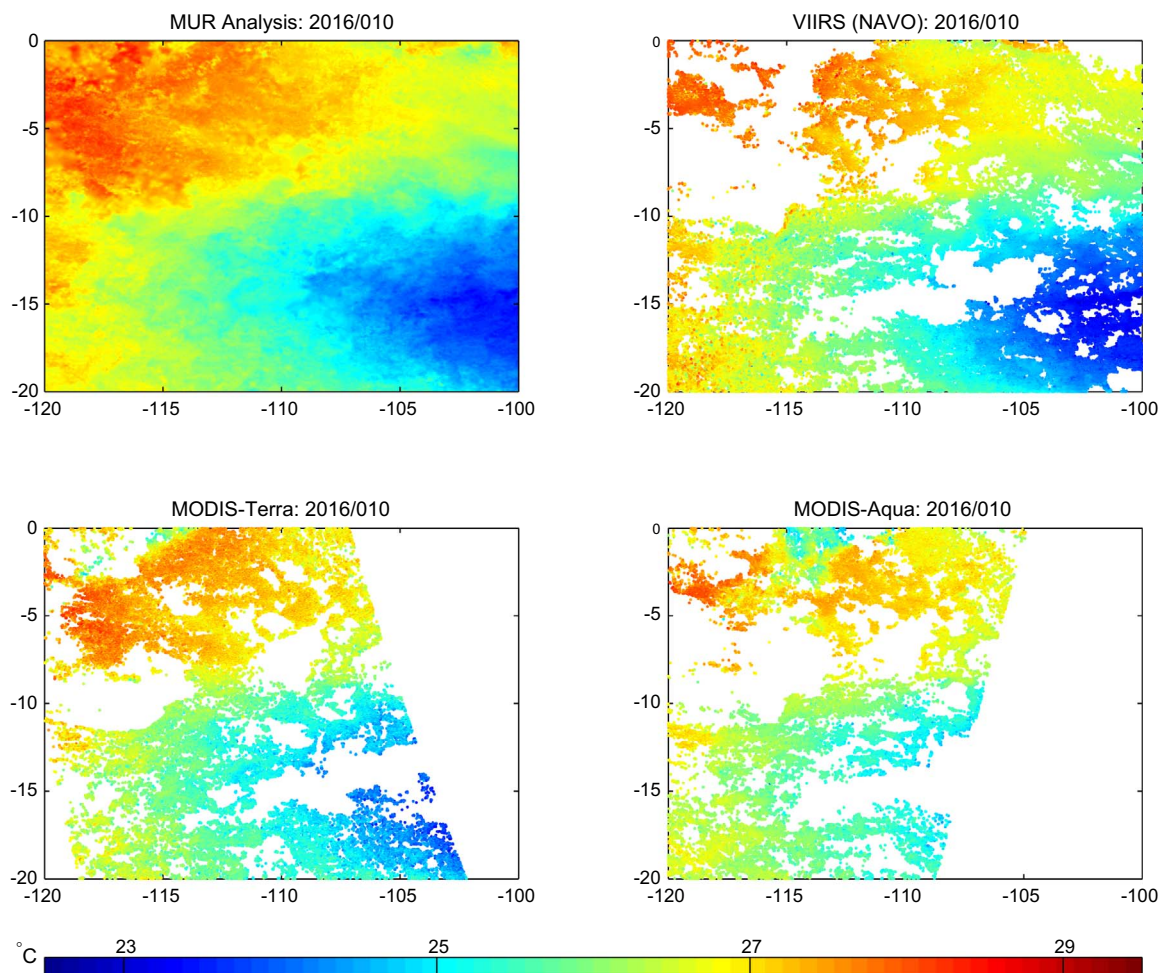 MUR Analysis: 2016/010
0
-5
-10
-15
-20
-120 -115 -110 -105 -100
VIIRS (NAVO): 2016/010
0
-5
-10
-15
-20
-120 -115 -110 -105 -100
MODIS-Terra: 2016/010
0
-5
-10
-15
-20
-120 -115 -110 -105 -100
MODIS-Aqua: 2016/010
0
-5
-10
-15
-20
-120 -115 -110 -105 -100
°C 23 25 27 29